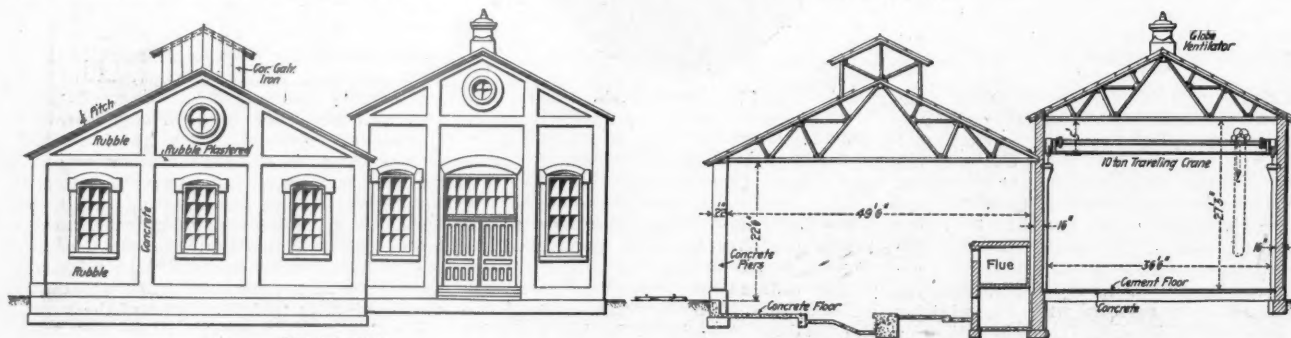 Cor. Galv.
Iron
¼ Pitch
Rubble
Rubble Plastered
Concrete
Rubble
Globe
Ventilator
10 ton Traveling Crane
22"
49'6"
22'6"
16"
27'3"
16"
Concrete
Piers
Flue
36'6"
Cement Floor
Concrete Floor
Concrete